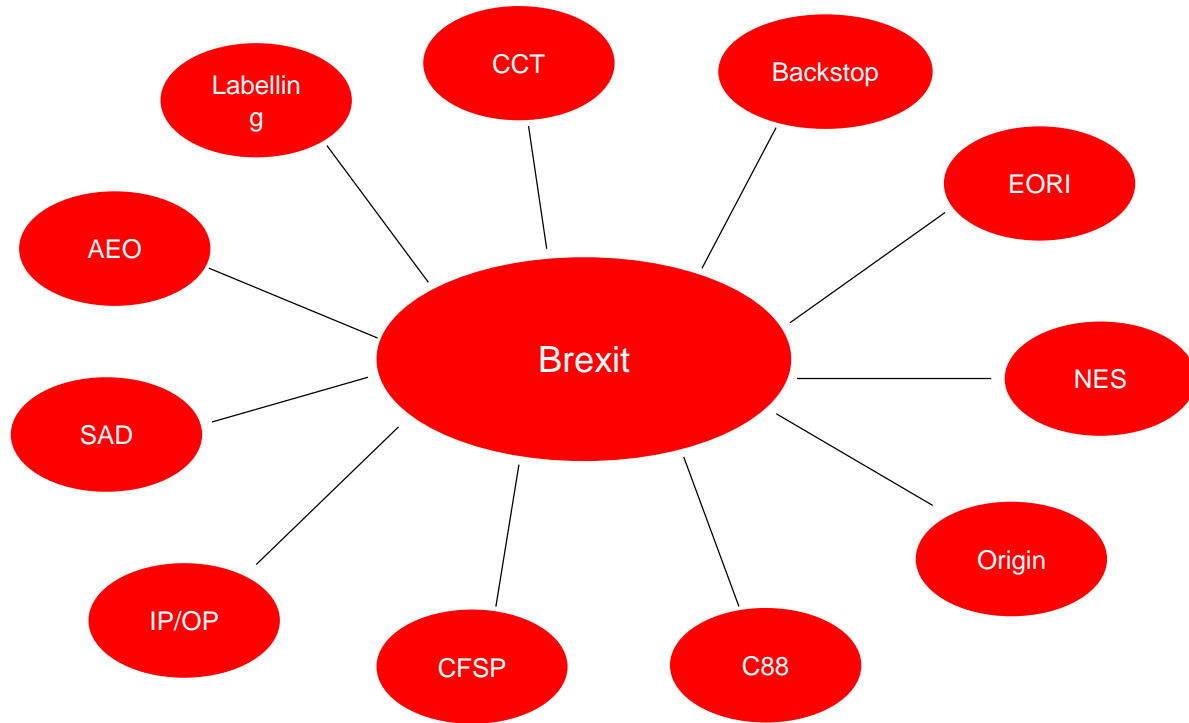 CCT
Backstop
Labellin
g
EORI
AEO
Brexit
NES
SAD
Origin
IP/OP
CFSP
C88